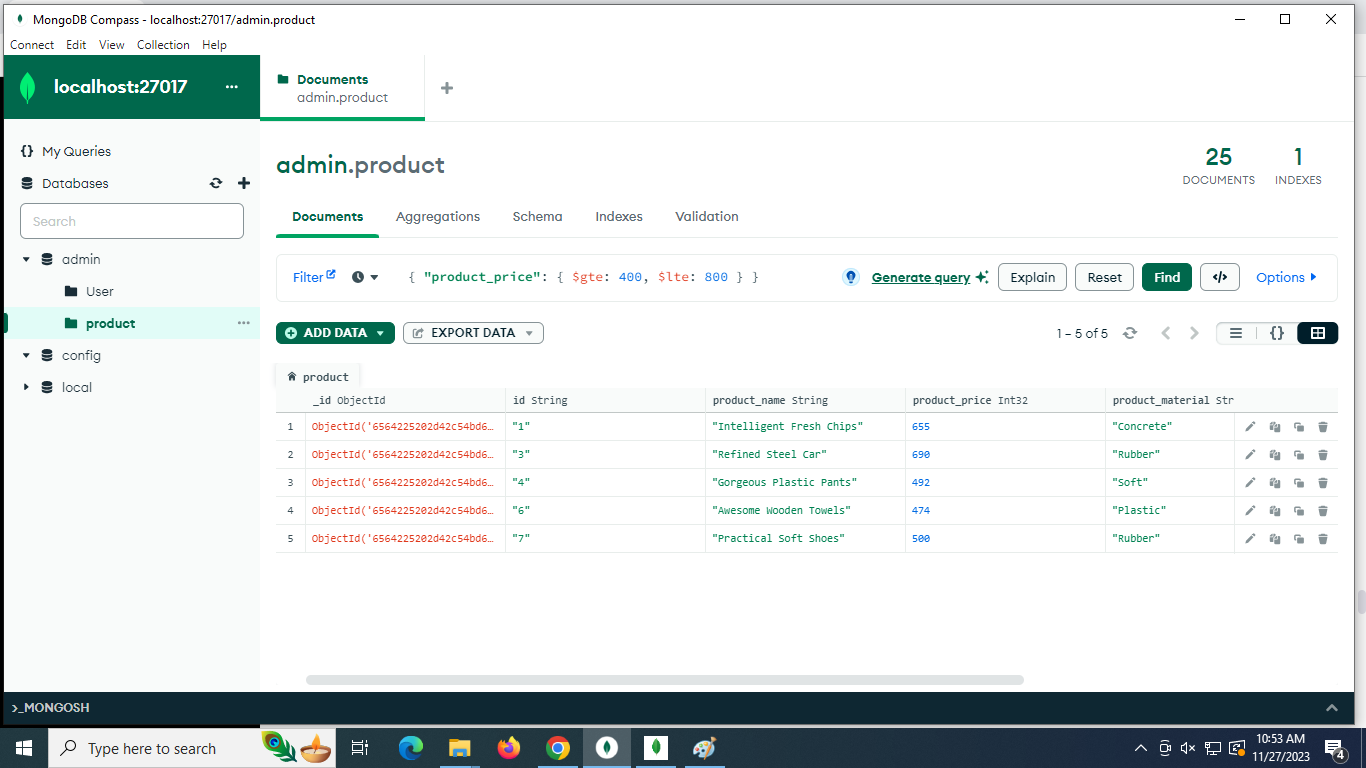 MongoDB Compass - localhost:27017/admin.product
Connect Edit View Collection Help
localhost:27017 ...
Documents
admin.product
{} My Queries
Databases
Search
admin
User
product ...
config
local
admin.product
25
DOCUMENTS
1
INDEXES
Documents Aggregations Schema Indexes Validation
Filter { "product_price": { $gte: 400, $lte: 800 } } Generate query Explain Reset Find </> Options
ADD DATA EXPORT DATA 1 – 5 of 5 {}
product
_id ObjectId id String product_name String product_price Int32 product_material Str
1 ObjectId('6564225202d42c54bd6… "1" "Intelligent Fresh Chips" 655 "Concrete"
2 ObjectId('6564225202d42c54bd6… "3" "Refined Steel Car" 690 "Rubber"
3 ObjectId('6564225202d42c54bd6… "4" "Gorgeous Plastic Pants" 492 "Soft"
4 ObjectId('6564225202d42c54bd6… "6" "Awesome Wooden Towels" 474 "Plastic"
5 ObjectId('6564225202d42c54bd6… "7" "Practical Soft Shoes" 500 "Rubber"
>_MONGOSH
Type here to search
10:53 AM
11/27/2023
4